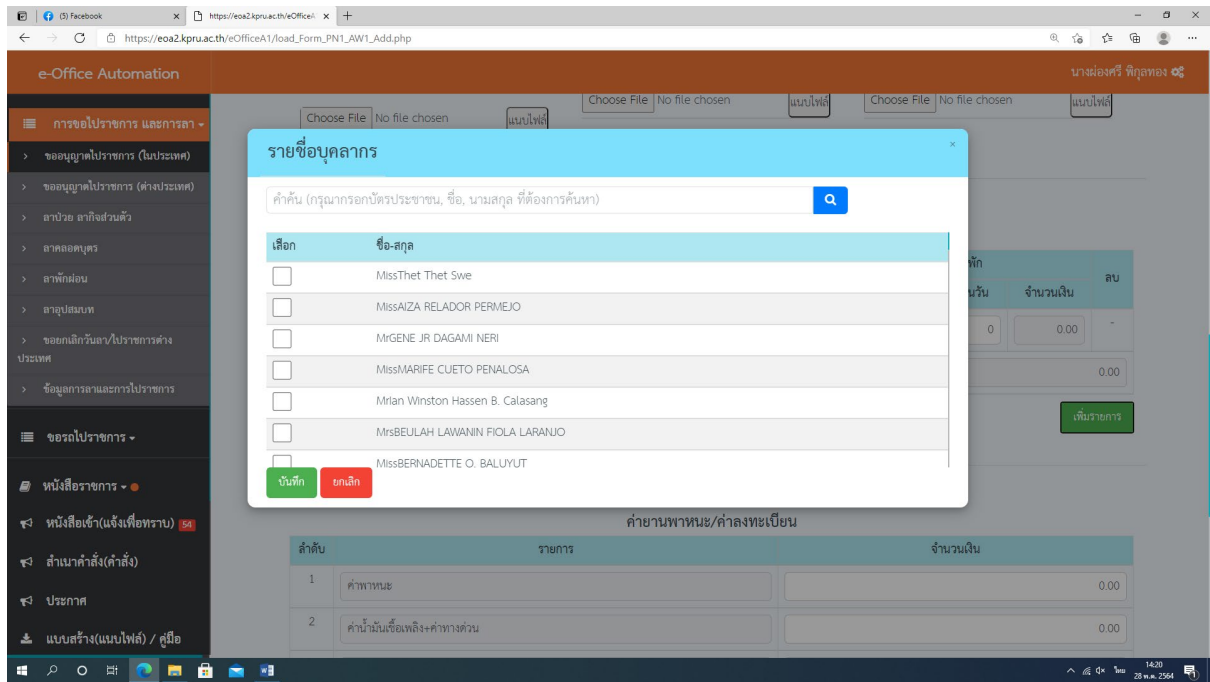 (5) Facebook
https://eoa2.kpru.ac.th/eOfficeA
https://eoa2.kpru.ac.th/eOfficeA1/load_Form_PN1_AW1_Add.php
e-Office Automation
นางผ่องศรี พิกุลทอง
การขอไปราชการ และการลา
ขออนุญาตไปราชการ (ในประเทศ)
ขออนุญาตไปราชการ (ต่างประเทศ)
ลาป่วย ลากิจส่วนตัว
ลาคลอดบุตร
ลาพักผ่อน
ลาอุปสมบท
ขอยกเลิกวันลา/ไปราชการต่าง
ประเทศ
ข้อมูลการลาและการไปราชการ
ขอรถไปราชการ
หนังสือราชการ
หนังสือเข้า(แจ้งเพื่อทราบ) 54
สำเนาคำสั่ง(คำสั่ง)
ประกาศ
แบบสร้าง(แนบไฟล์) / คู่มือ
Choose File No file chosen แนบไฟล์
Choose File No file chosen แนบไฟล์
Choose File No file chosen แนบไฟล์
รายชื่อบุคลากร ×
คำค้น (กรุณากรอกบัตรประชาชน, ชื่อ, นามสกุล ที่ต้องการค้นหา)
เลือก ชื่อ-สกุล
MissThet Thet Swe
MissAIZA RELADOR PERMEJO
MrGENE JR DAGAMI NERI
MissMARIFE CUETO PENALOSA
MrIan Winston Hassen B. Calasang
MrsBEULAH LAWANIN FIOLA LARANJO
MissBERNADETTE O. BALUYUT
บันทึก ยกเลิก
พัก ลบ
นวัน จำนวนเงิน
0 0.00 -
0.00
เพิ่มรายการ
ค่ายานพาหนะ/ค่าลงทะเบียน
ลำดับ รายการ จำนวนเงิน
1 ค่าพาหนะ 0.00
2 ค่าน้ำมันเชื้อเพลิง+ค่าทางด่วน 0.00
ไทย
14:20
28 พ.ค. 2564